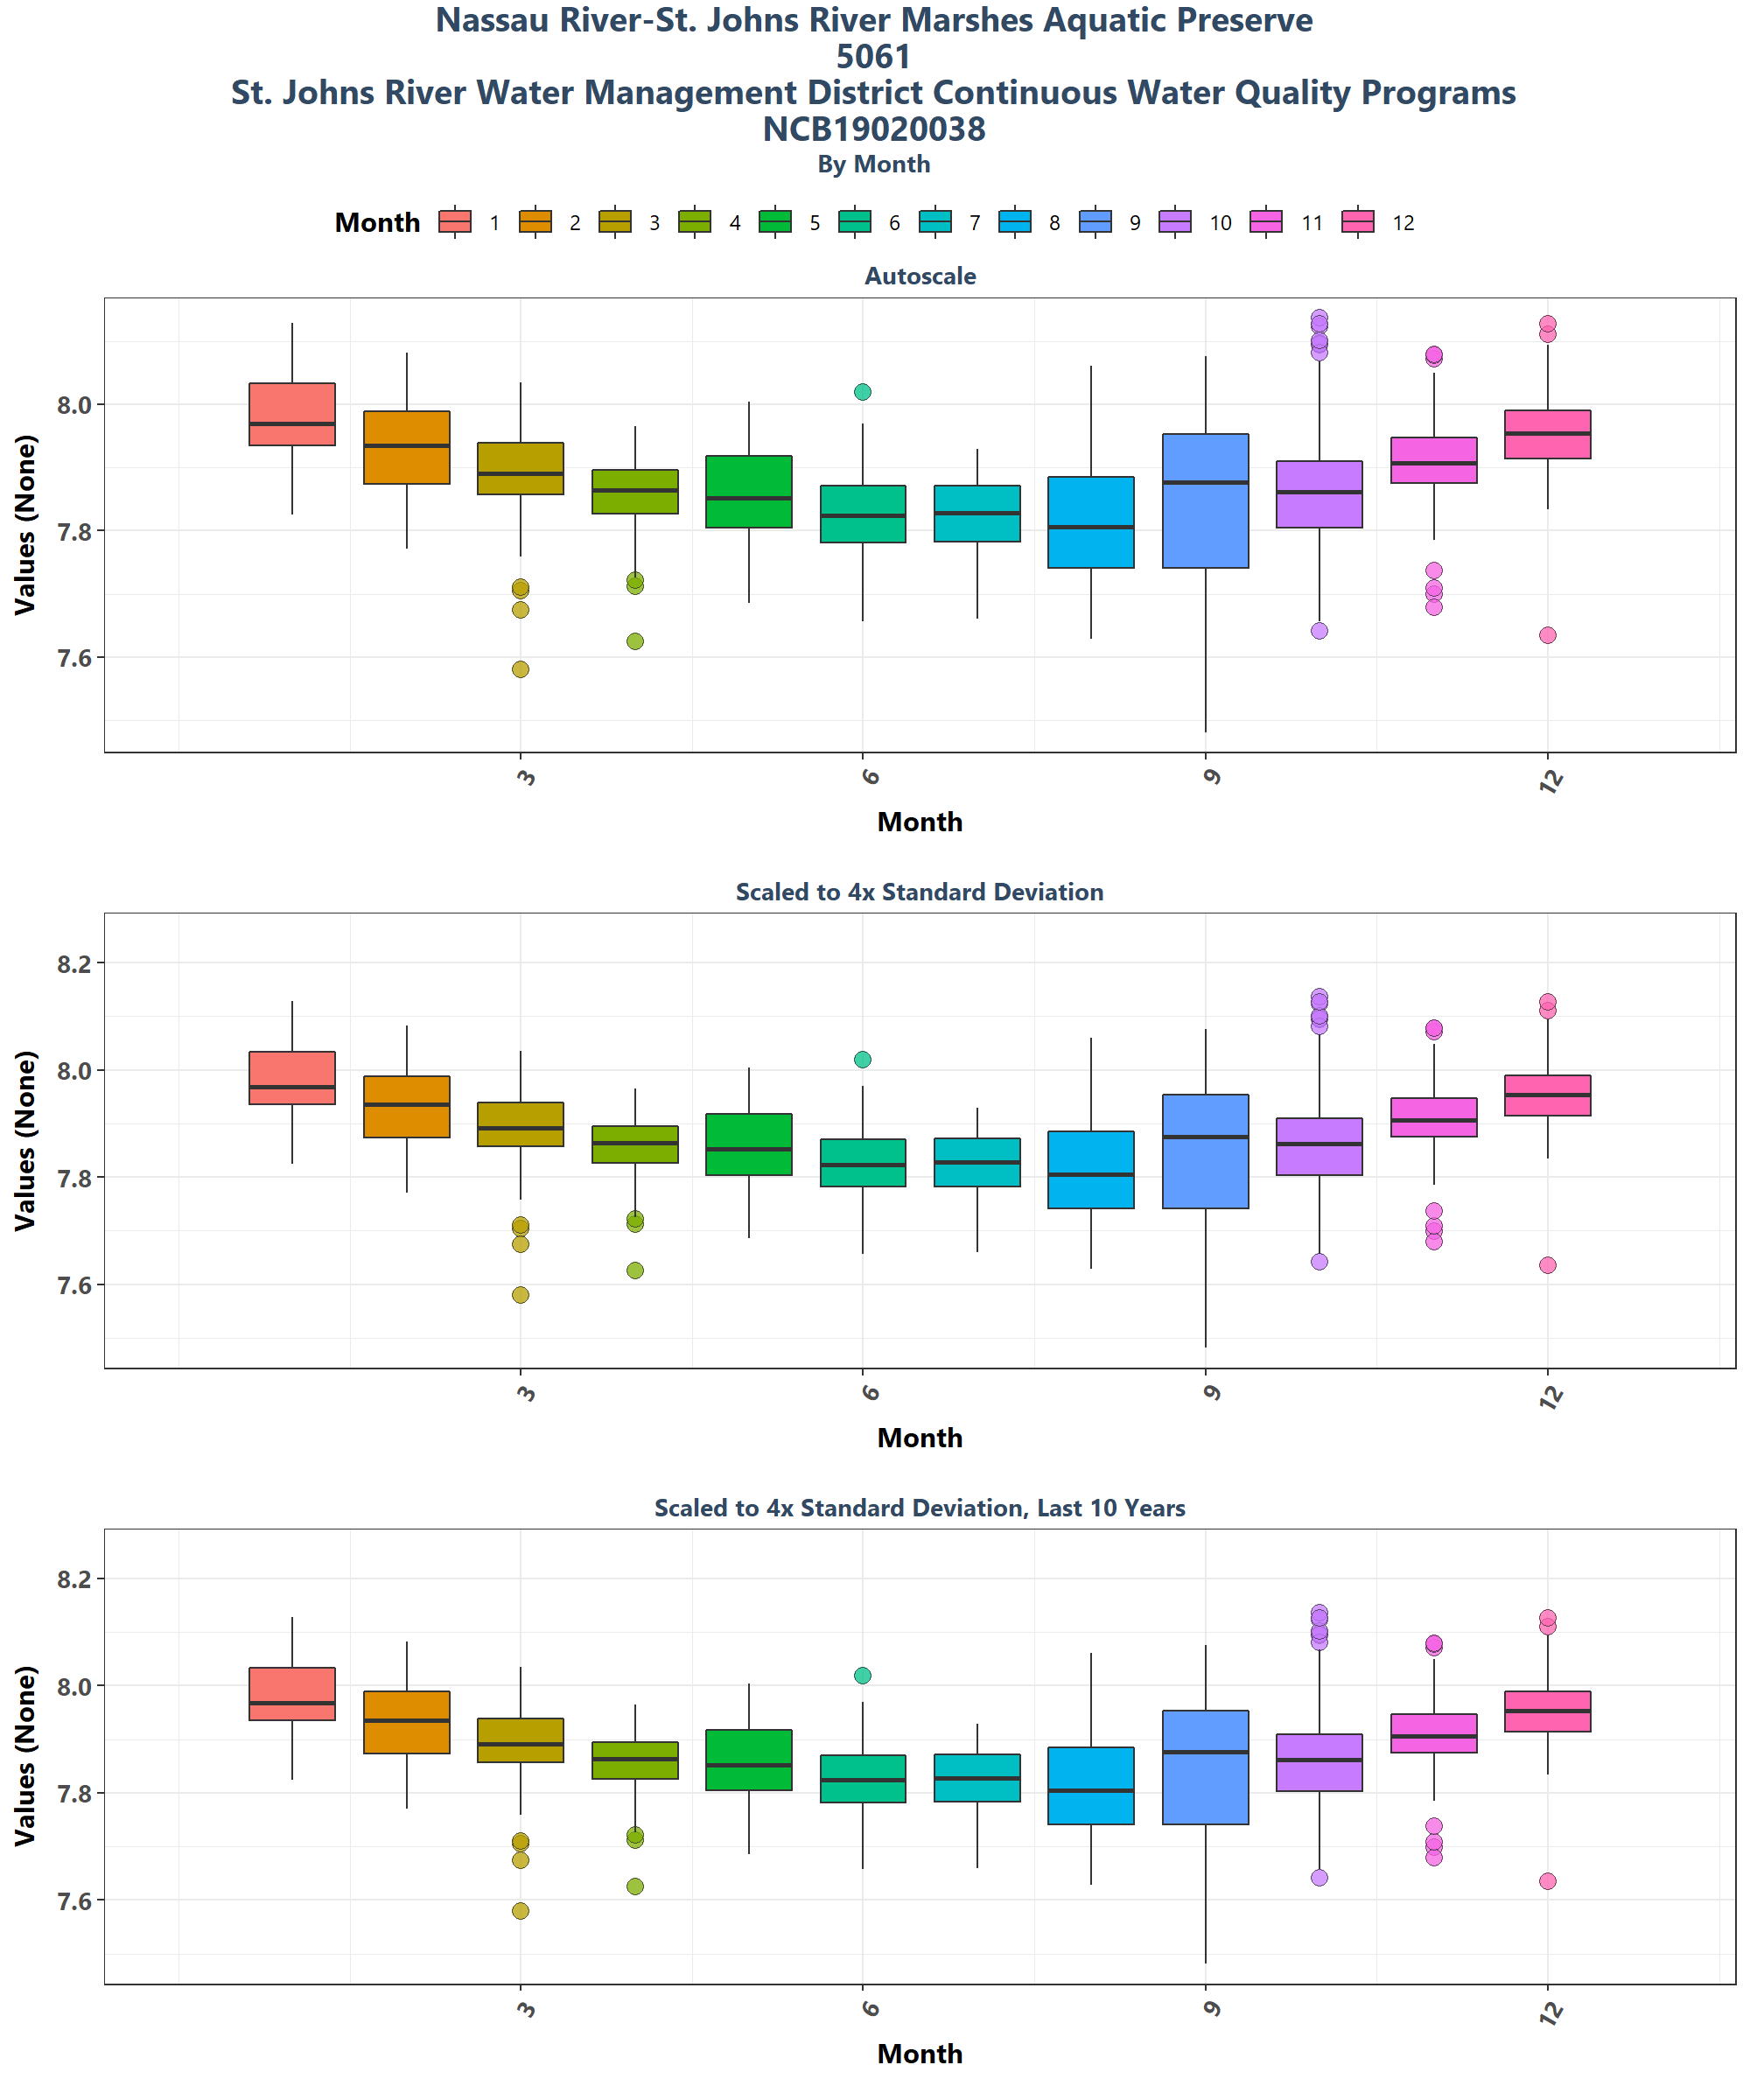 Nassau River-St. Johns River Marshes Aquatic Preserve
5061
St. Johns River Water Management District Continuous Water Quality Programs
NCB19020038
By Month
Month 1 2 3 4 5 6 7 8 9 10 11 12
Autoscale
Values (None)
8.0
7.8
7.6
3 6 9 12
Month
Scaled to 4x Standard Deviation
Values (None)
8.2
8.0
7.8
7.6
3 6 9 12
Month
Scaled to 4x Standard Deviation, Last 10 Years
Values (None)
8.2
8.0
7.8
7.6
3 6 9 12
Month